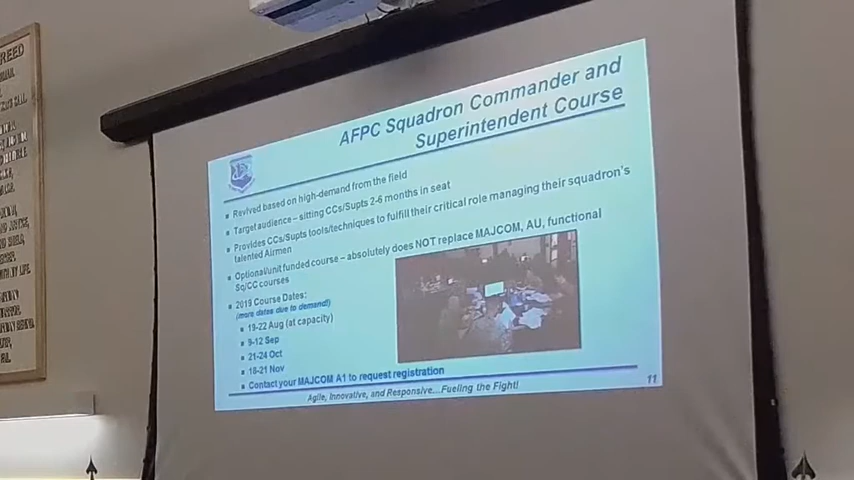 REED
AFPC Squadron Commander and
Superintendent Course
Revived based on high-demand from the field
Target audience – sitting CCs/Supts 2-6 months in seat
Provides CCs/Supts tools/techniques to fulfill their critical role managing their squadron's
talented Airmen
Optional/unit funded course – absolutely does NOT replace MAJCOM, AU, functional
Sq/CC courses
2019 Course Dates:
(more dates due to demand!)
19-22 Aug (at capacity)
9-12 Sep
21-24 Oct
18-21 Nov
Contact your MAJCOM A1 to request registration
Agile, Innovative, and Responsive...Fueling the Fight!
11